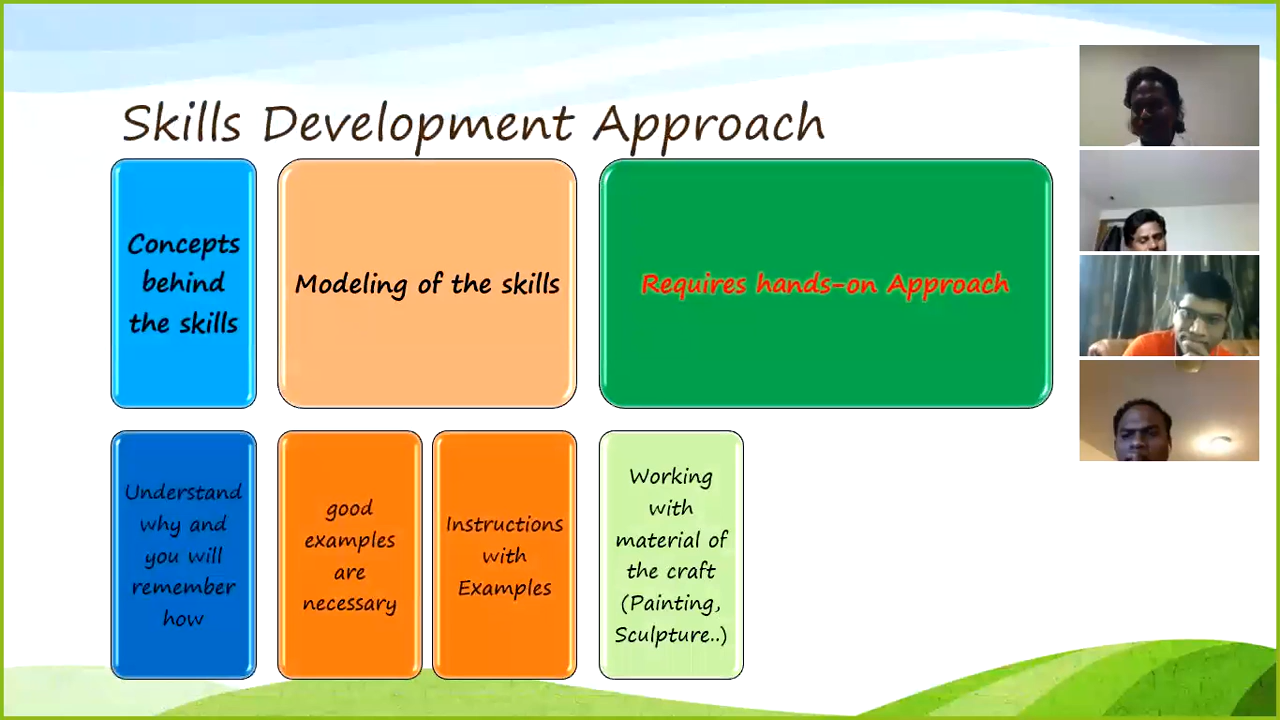 Skills Development Approach
Concepts
behind
the skills
Modeling of the skills
Requires hands-on Approach
Understand
why and
you will
remember
how
good
examples
are
necessary
Instructions
with
Examples
Working
with
material of
the craft
(Painting,
Sculpture..)